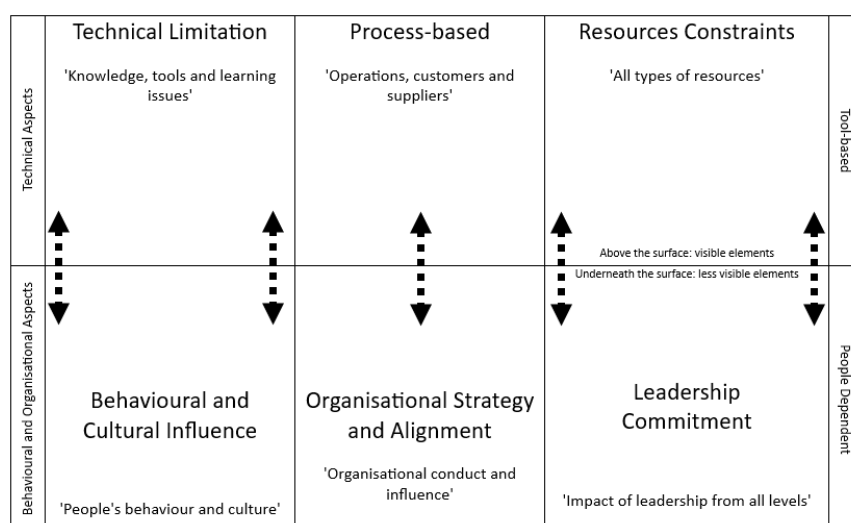 Technical Limitation
'Knowledge, tools and learning
issues'
Process-based
'Operations, customers and
suppliers'
Resources Constraints
'All types of resources'
Technical Aspects
Tool-based
Above the surface: visible elements
Underneath the surface: less visible elements
Behavioural and Organisational Aspects
Behavioural and
Cultural Influence
'People's behaviour and culture'
Organisational Strategy
and Alignment
'Organisational conduct and
influence'
Leadership
Commitment
'Impact of leadership from all levels'
People Dependent